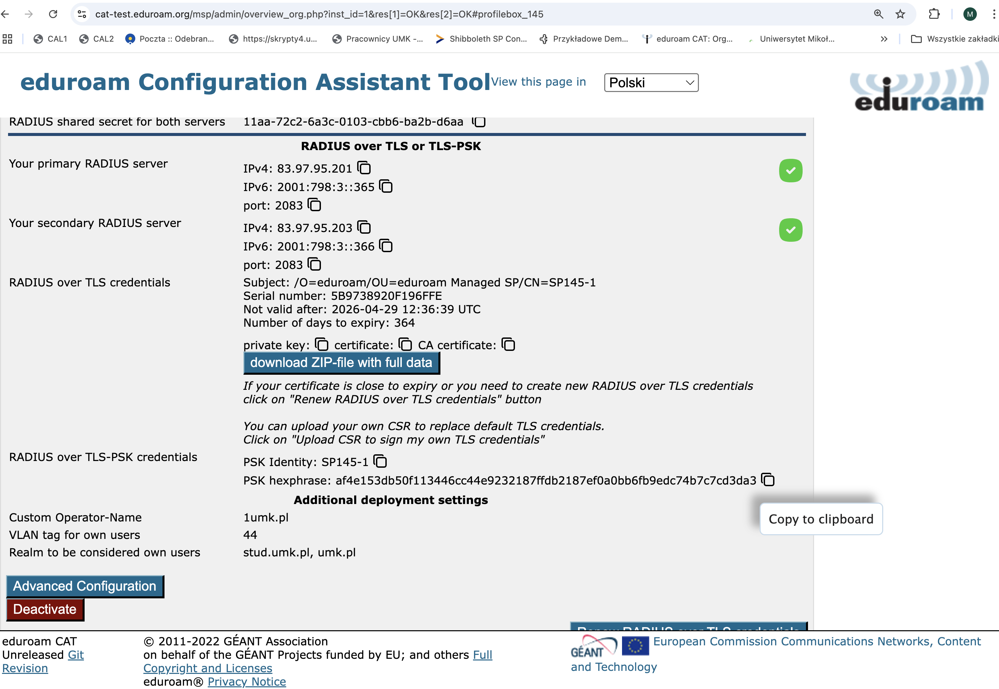 cat-test.eduroam.org/msp/admin/overview_org.php?inst_id=1&res[1]=OK&res[2]=OK#profilebox_145
M
CAL1 CAL2 Poczta :: Odebran... https://skrypty4.u... Pracownicy UMK -... Shibboleth SP Con... Przykładowe Dem... eduroam CAT: Org... Uniwersytet Mikoł... » Wszystkie zakładki
eduroam Configuration Assistant Tool View this page in Polski
eduroam
RADIUS shared secret for both servers 11aa-72c2-6a3c-0103-cbb6-ba2b-d6aa
RADIUS over TLS or TLS-PSK
Your primary RADIUS server IPv4: 83.97.95.201
IPv6: 2001:798:3::365
port: 2083
Your secondary RADIUS server IPv4: 83.97.95.203
IPv6: 2001:798:3::366
port: 2083
RADIUS over TLS credentials Subject: /O=eduroam/OU=eduroam Managed SP/CN=SP145-1
Serial number: 5B9738920F196FFE
Not valid after: 2026-04-29 12:36:39 UTC
Number of days to expiry: 364
private key: certificate: CA certificate:
download ZIP-file with full data
If your certificate is close to expiry or you need to create new RADIUS over TLS credentials
click on "Renew RADIUS over TLS credentials" button
You can upload your own CSR to replace default TLS credentials.
Click on "Upload CSR to sign my own TLS credentials"
RADIUS over TLS-PSK credentials PSK Identity: SP145-1
PSK hexphrase: af4e153db50f113446cc44e9232187ffdb2187ef0a0bb6fb9edc74b7c7cd3da3
Additional deployment settings
Copy to clipboard
Custom Operator-Name 1umk.pl
VLAN tag for own users 44
Realm to be considered own users stud.umk.pl, umk.pl
Advanced Configuration
Deactivate
Renew RADIUS over TLS credentials
eduroam CAT
Unreleased Git
Revision
© 2011-2022 GÉANT Association
on behalf of the GÉANT Projects funded by EU; and others Full
Copyright and Licenses
eduroam® Privacy Notice
GÉANT
European Commission Communications Networks, Content
and Technology